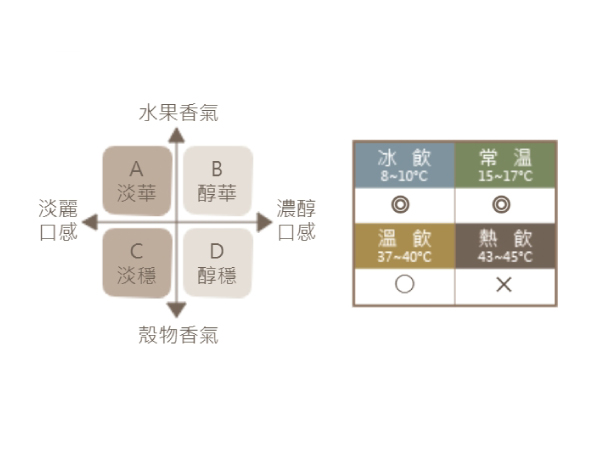 水果香氣
A
淡華
B
醇華
淡麗
口感
濃醇
口感
C
淡穩
D
醇穩
殼物香氣
冰 飲
8~10°C
常 溫
15~17°C
◎
◎
溫 飲
37~40°C
熱 飲
43~45°C
○
×